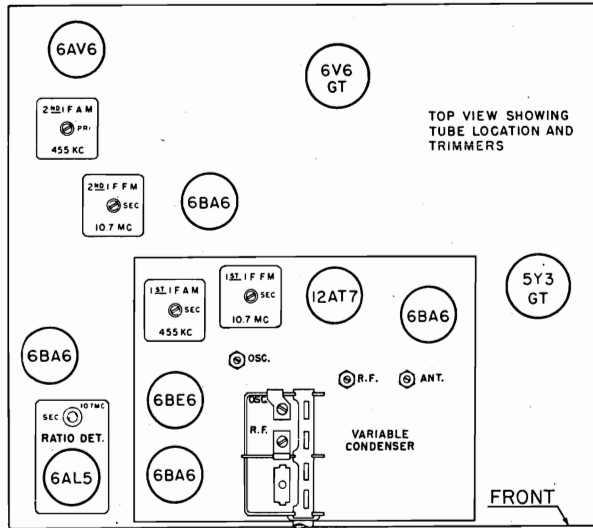 6AV6
6V6
GT
TOP VIEW SHOWING
TUBE LOCATION AND
TRIMMERS
2ND I F A M
PRI
455 KC
2ND I F F M
SEC
10.7 MC
6BA6
5Y3
GT
1ST I F A M
SEC
455 KC
1ST I F FM
SEC
10.7 MC
12AT7
6BA6
6BA6
OSC.
R.F.
ANT.
6BE6
OSC.
R.F.
VARIABLE
CONDENSER
10.7MC
SEC
RATIO DET.
6AL5
6BA6
FRONT